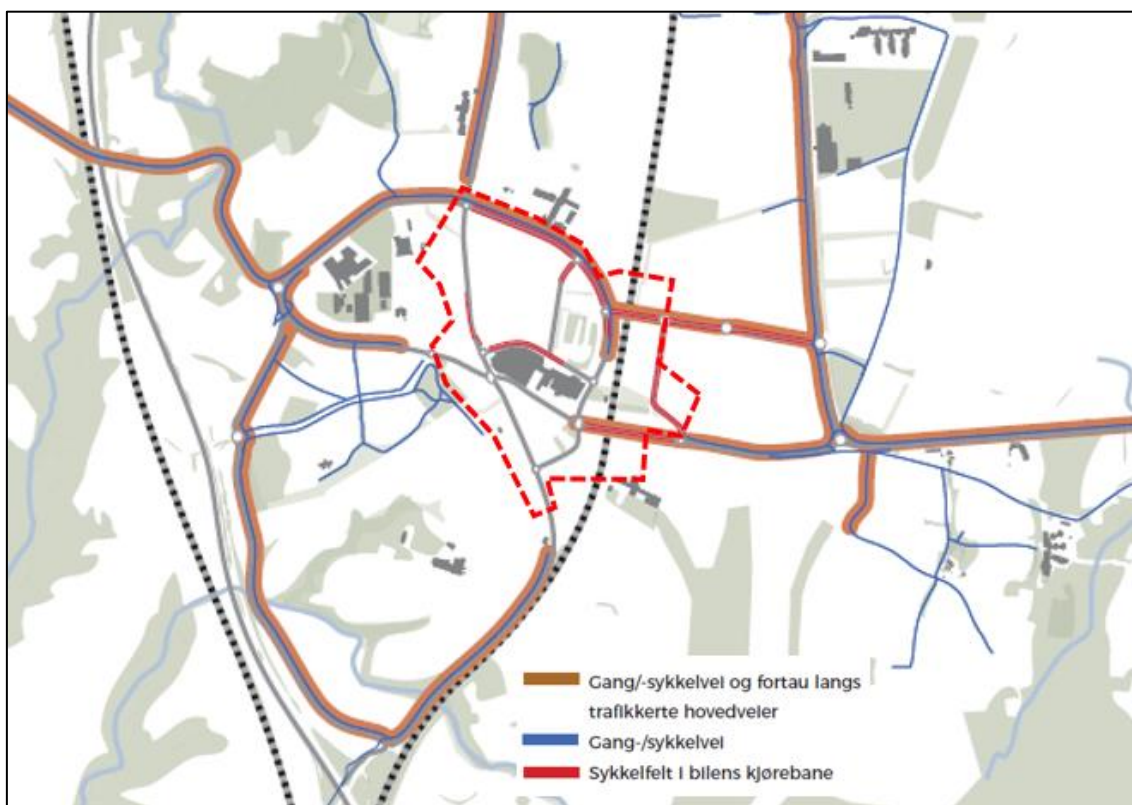 Gang/-sykkelvei og fortau langs
trafikkerte hovedveier
Gang-/sykkelvei
Sykkelfelt i bilens kjørebane